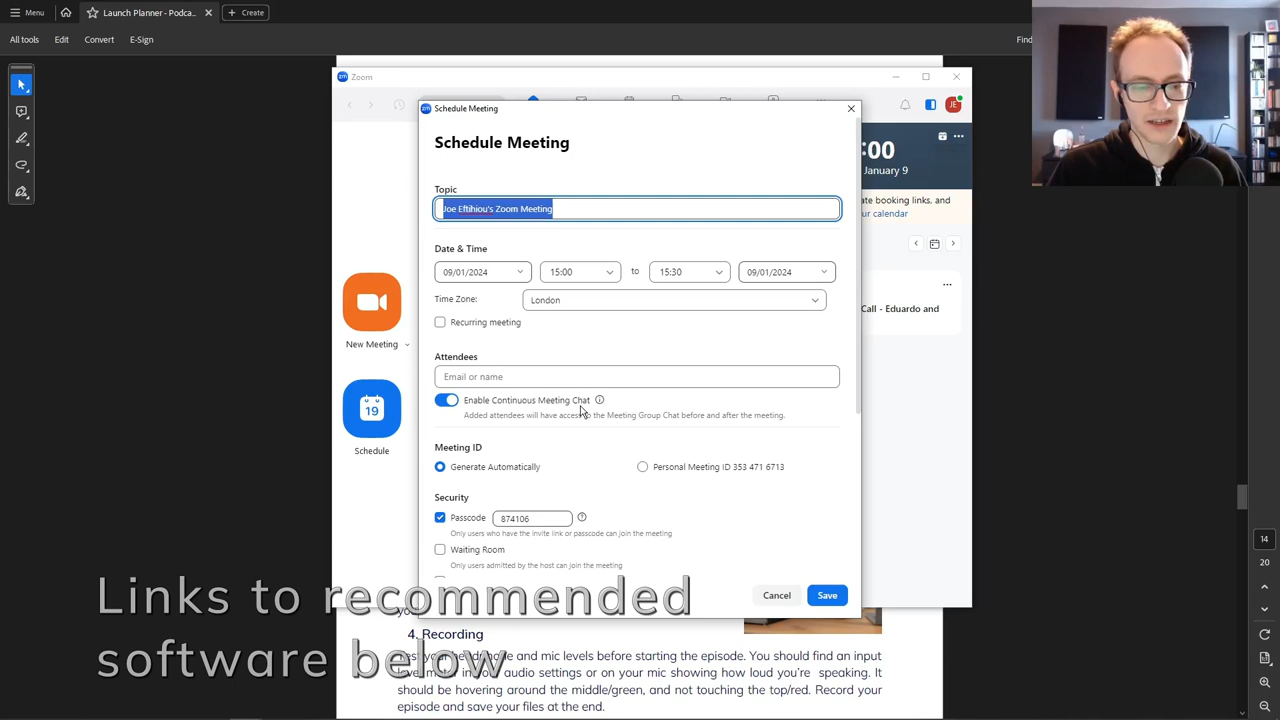 Menu
Launch Planner - Podca...
Create
All tools
Edit
Convert
E-Sign
Find
Zoom
JE
Schedule Meeting
Schedule Meeting
:00
January 9
Topic
Joe Eftihiou's Zoom Meeting
ate booking links, and
ur calendar
Date & Time
09/01/2024
15:00
to
15:30
09/01/2024
Time Zone:
London
Recurring meeting
Call - Eduardo and
New Meeting
Attendees
Email or name
Enable Continuous Meeting Chat
Added attendees will have access to the Meeting Group Chat before and after the meeting.
19
Schedule
Meeting ID
Generate Automatically
Personal Meeting ID 353 471 6713
Security
Passcode
874106
Only users who have the invite link or passcode can join the meeting
Waiting Room
Only users admitted by the host can join the meeting
Cancel
Save
14
20
Links to recommended
software below
4. Recording
and mic levels before starting the episode. You should find an input
audio settings or on your mic showing how loud you're speaking. It
should be hovering around the middle/green, and not touching the top/red. Record your
episode and save your files at the end.